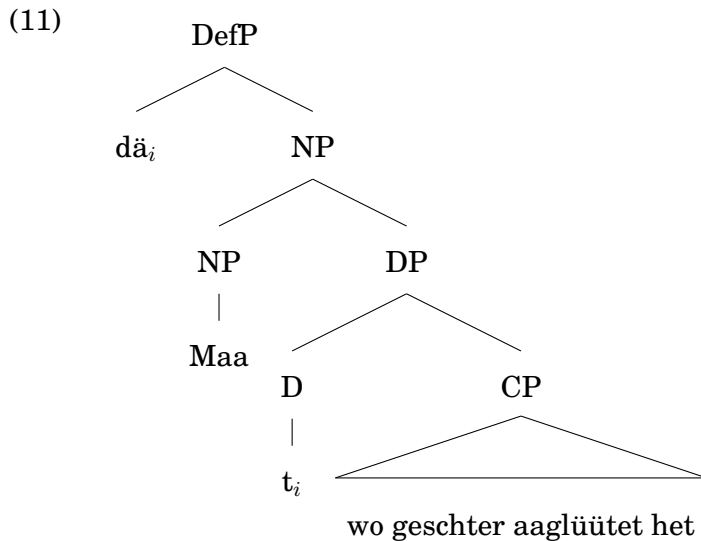 (11)
DefP
däᵢ NP
NP DP
Maa
D CP
tᵢ
wo geschter aaglüütet het